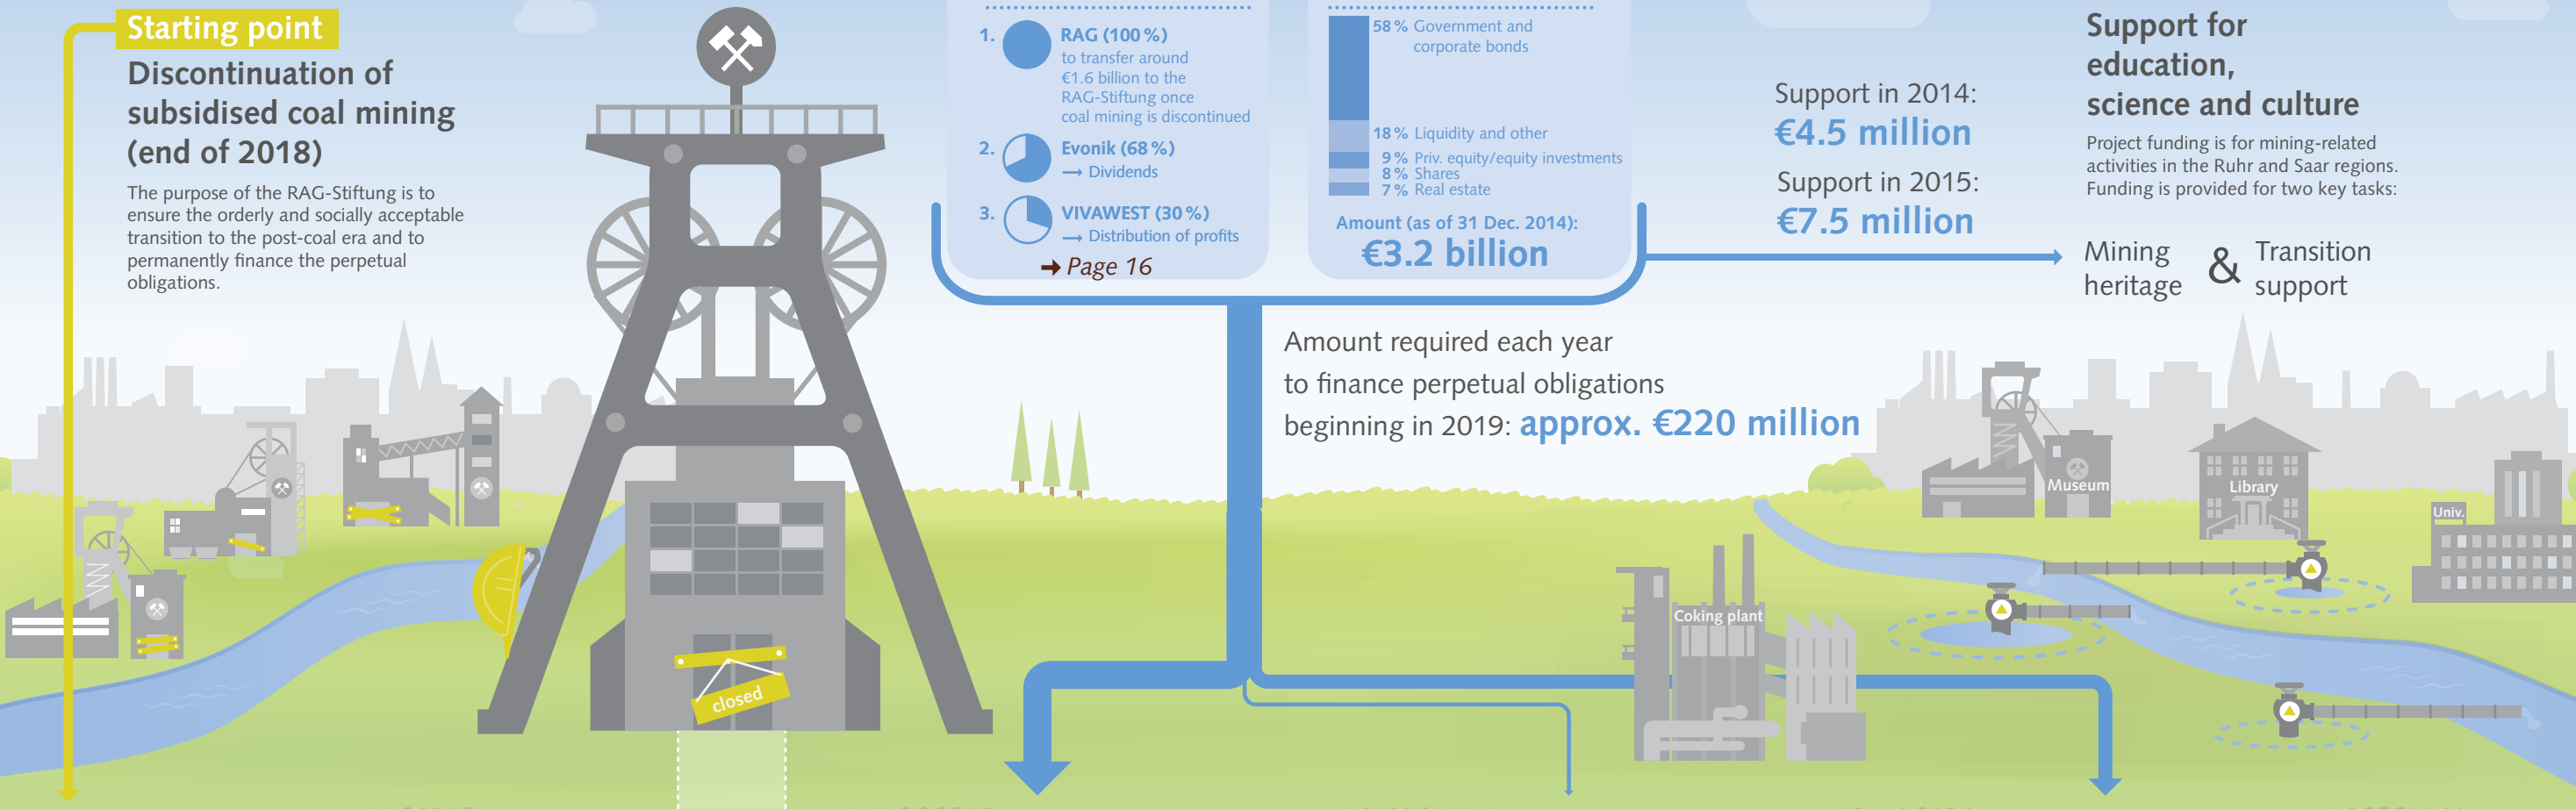 Starting point
Discontinuation of
subsidised coal mining
(end of 2018)
The purpose of the RAG-Stiftung is to
ensure the orderly and socially acceptable
transition to the post-coal era and to
permanently finance the perpetual
obligations.
1. RAG (100 %)
to transfer around
€1.6 billion to the
RAG-Stiftung once
coal mining is discontinued
2. Evonik (68 %)
→ Dividends
3. VIVAWEST (30 %)
→ Distribution of profits
➔ Page 16
58 % Government and
corporate bonds
18 % Liquidity and other
9 % Priv. equity/equity investments
8 % Shares
7 % Real estate
Amount (as of 31 Dec. 2014):
€3.2 billion
Support in 2014:
€4.5 million
Support in 2015:
€7.5 million
Support for
education,
science and culture
Project funding is for mining-related
activities in the Ruhr and Saar regions.
Funding is provided for two key tasks:
Mining
heritage
&
Transition
support
Amount required each year
to finance perpetual obligations
beginning in 2019: approx. €220 million
Museum
Library
Univ.
Coking plant
closed